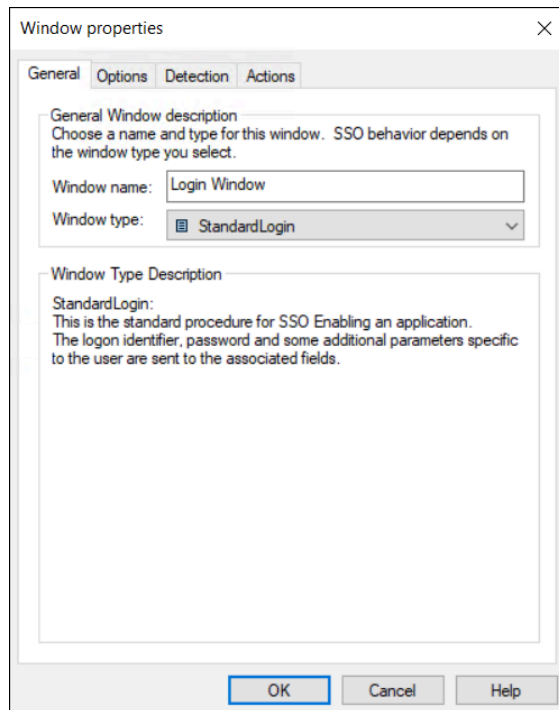 Window properties
General Options Detection Actions
General Window description
Choose a name and type for this window. SSO behavior depends on
the window type you select.
Window name: Login Window
Window type: StandardLogin
Window Type Description
StandardLogin:
This is the standard procedure for SSO Enabling an application.
The logon identifier, password and some additional parameters specific
to the user are sent to the associated fields.
OK Cancel Help